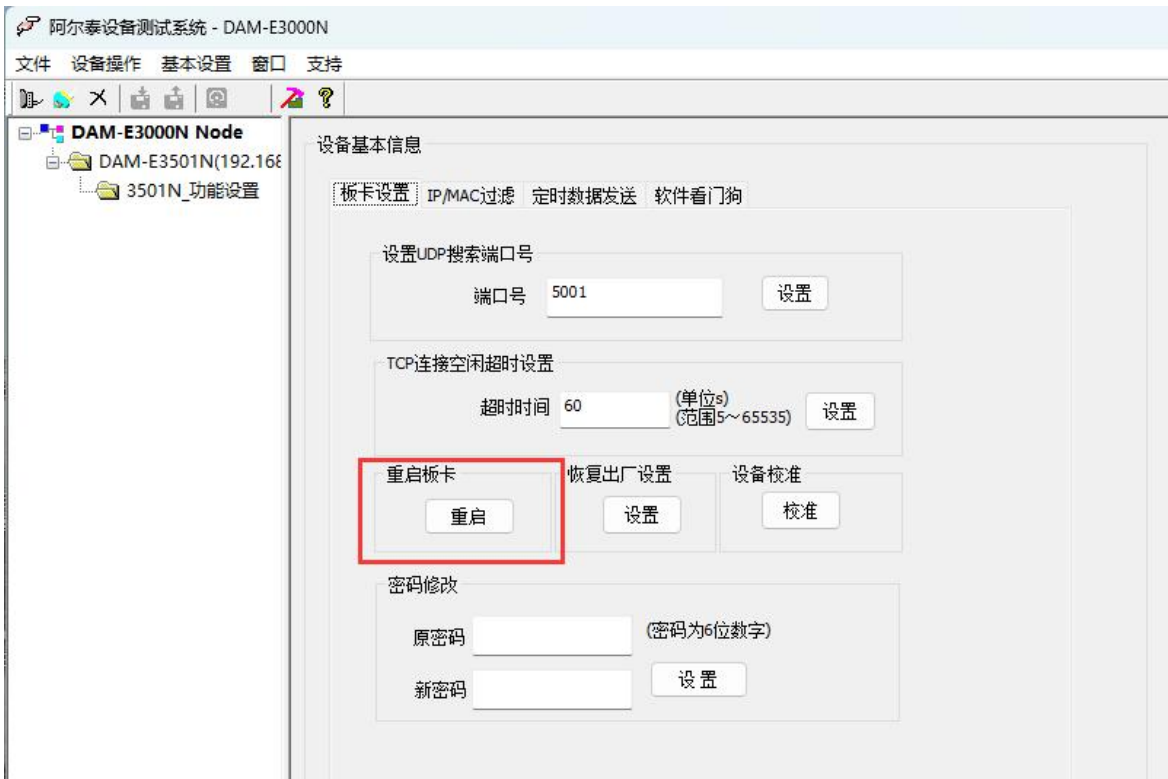 阿尔泰设备测试系统 - DAM-E3000N
文件 设备操作 基本设置 窗口 支持
DAM-E3000N Node
DAM-E3501N(192.168
3501N_功能设置
设备基本信息
板卡设置 IP/MAC过滤 定时数据发送 软件看门狗
设置UDP搜索端口号
端口号 5001 设置
TCP连接空闲超时设置
超时时间 60 (单位s)
(范围5～65535) 设置
重启板卡 恢复出厂设置 设备校准
重启 设置 校准
密码修改
原密码 (密码为6位数字)
新密码 设 置